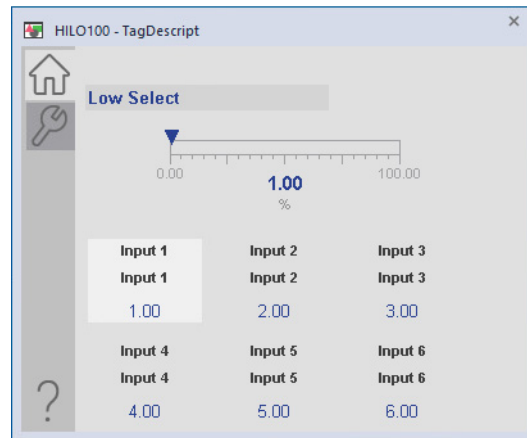 HILO100 - TagDescript
Low Select
0.00 100.00
1.00
%
Input 1 Input 2 Input 3
Input 1 Input 2 Input 3
1.00 2.00 3.00
Input 4 Input 5 Input 6
Input 4 Input 5 Input 6
4.00 5.00 6.00
?